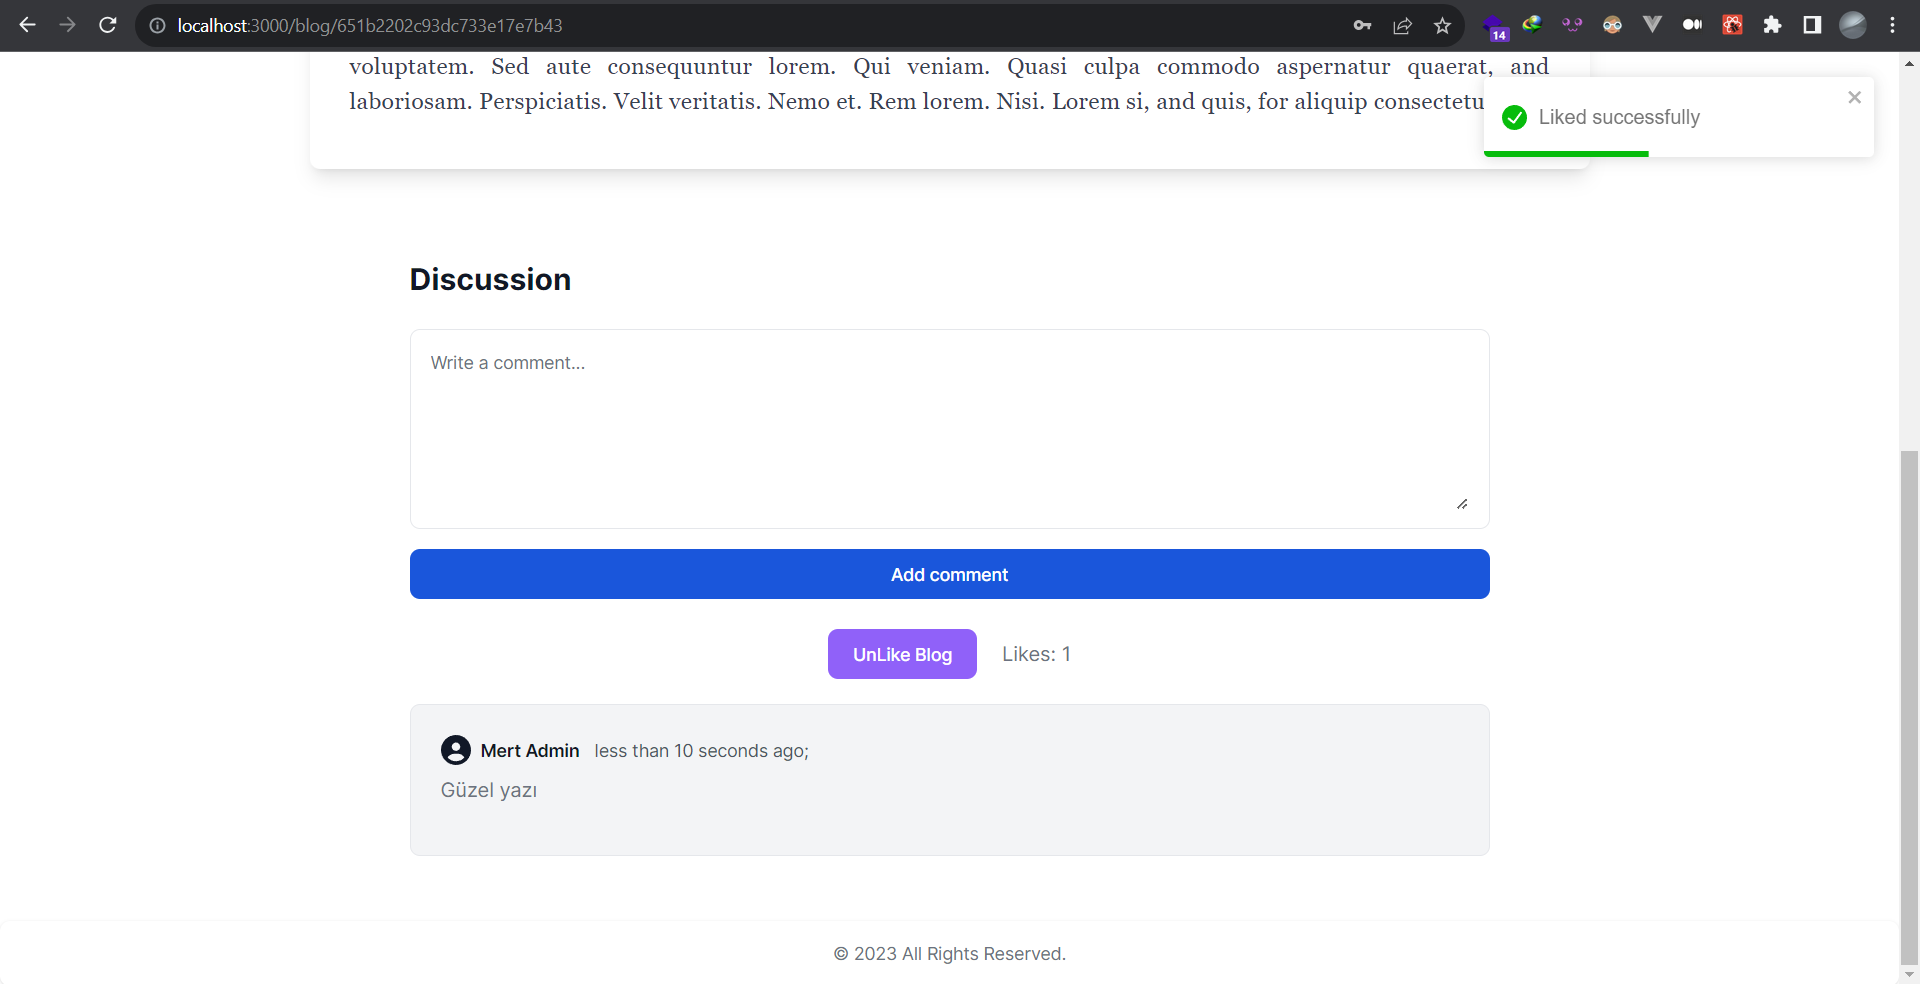 localhost:3000/blog/651b2202c93dc733e17e7b43
14
voluptatem. Sed aute consequuntur lorem. Qui veniam. Quasi culpa commodo aspernatur quaerat, and
laboriosam. Perspiciatis. Velit veritatis. Nemo et. Rem lorem. Nisi. Lorem si, and quis, for aliquip consectetu
Liked successfully
Discussion
Write a comment...
Add comment
UnLike Blog Likes: 1
Mert Admin less than 10 seconds ago;
Güzel yazı
© 2023 All Rights Reserved.